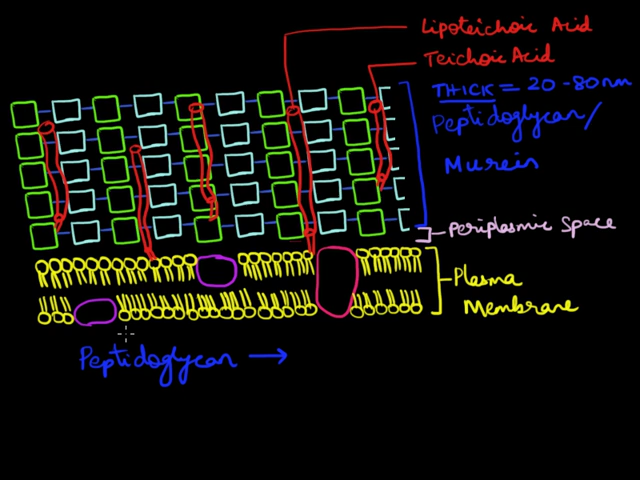 Lipoteichoic Acid
Teichoic Acid
THICK = 20-80nm
Peptidoglycan/
Murein
Periplasmic Space
Plasma
Membrane
Peptidoglycan →